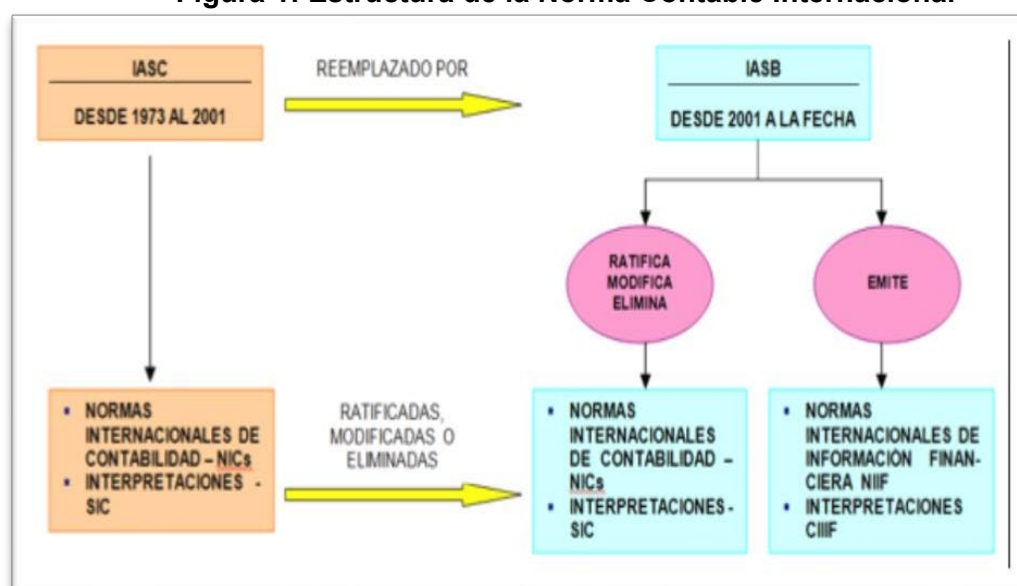 Figura 1. Estructura de la Norma Contable Internacional
IASC
DESDE 1973 AL 2001
REEMPLAZADO POR
IASB
DESDE 2001 A LA FECHA
RATIFICA
MODIFICA
ELIMINA
EMITE
▪ NORMAS
INTERNACIONALES DE
CONTABILIDAD – NICs
▪ INTERPRETACIONES -
SIC
RATIFICADAS,
MODIFICADAS O
ELIMINADAS
▪ NORMAS
INTERNACIONALES
DE CONTABILIDAD –
NICs
▪ INTERPRETACIONES-
SIC
▪ NORMAS
INTERNACIONALES DE
INFORMACIÓN FINAN-
CIERA NIIF
▪ INTERPRETACIONES
CIIIF